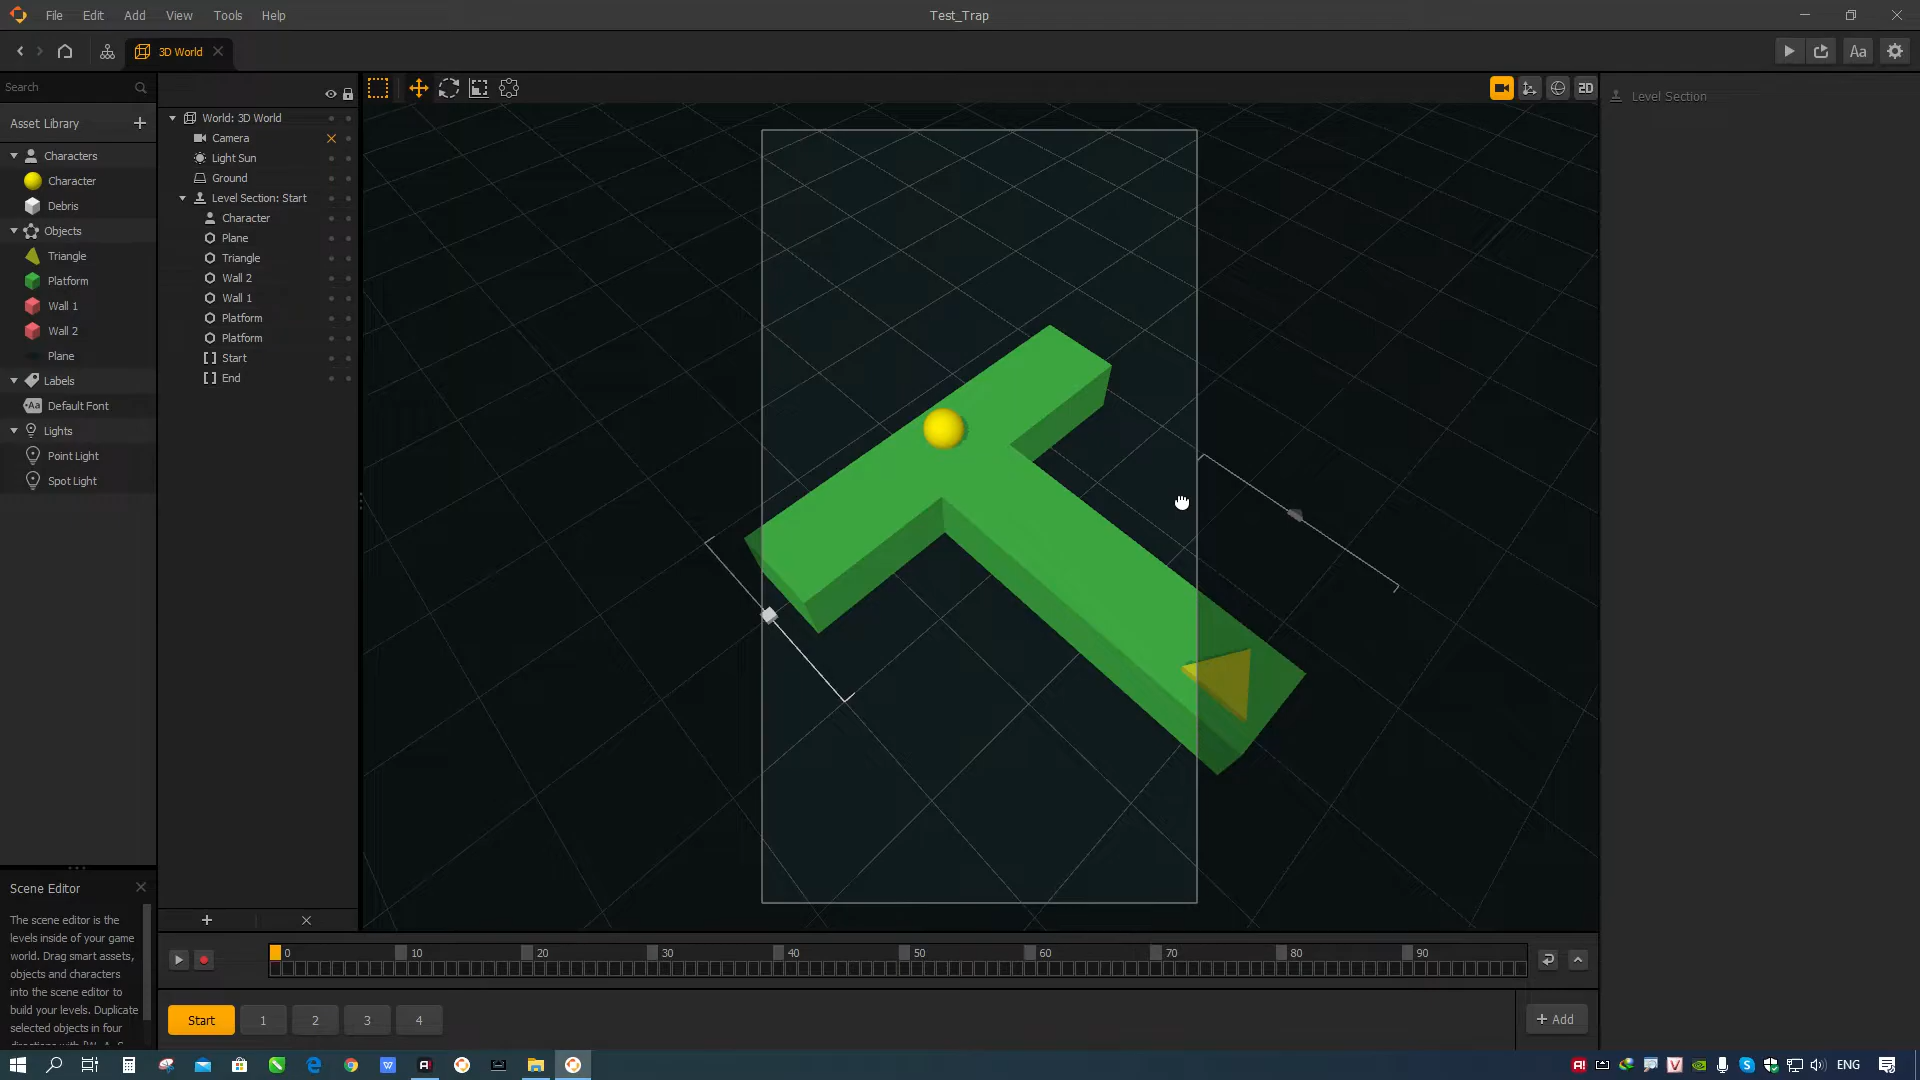 File Edit Add View Tools Help
Test_Trap
3D World
Aa
Search
Asset Library
Characters
Character
Debris
Objects
Triangle
Platform
Wall 1
Wall 2
Plane
Labels
Aa Default Font
Lights
Point Light
Spot Light
World: 3D World
Camera
Light Sun
Ground
Level Section: Start
Character
Plane
Triangle
Wall 2
Wall 1
Platform
Platform
Start
End
2D
Level Section
Scene Editor
The scene editor is the
levels inside of your game
world. Drag smart assets,
objects and characters
into the scene editor to
build your levels. Duplicate
selected objects in four
0 10 20 30 40 50 60 70 80 90
Start 1 2 3 4
+ Add
ENG